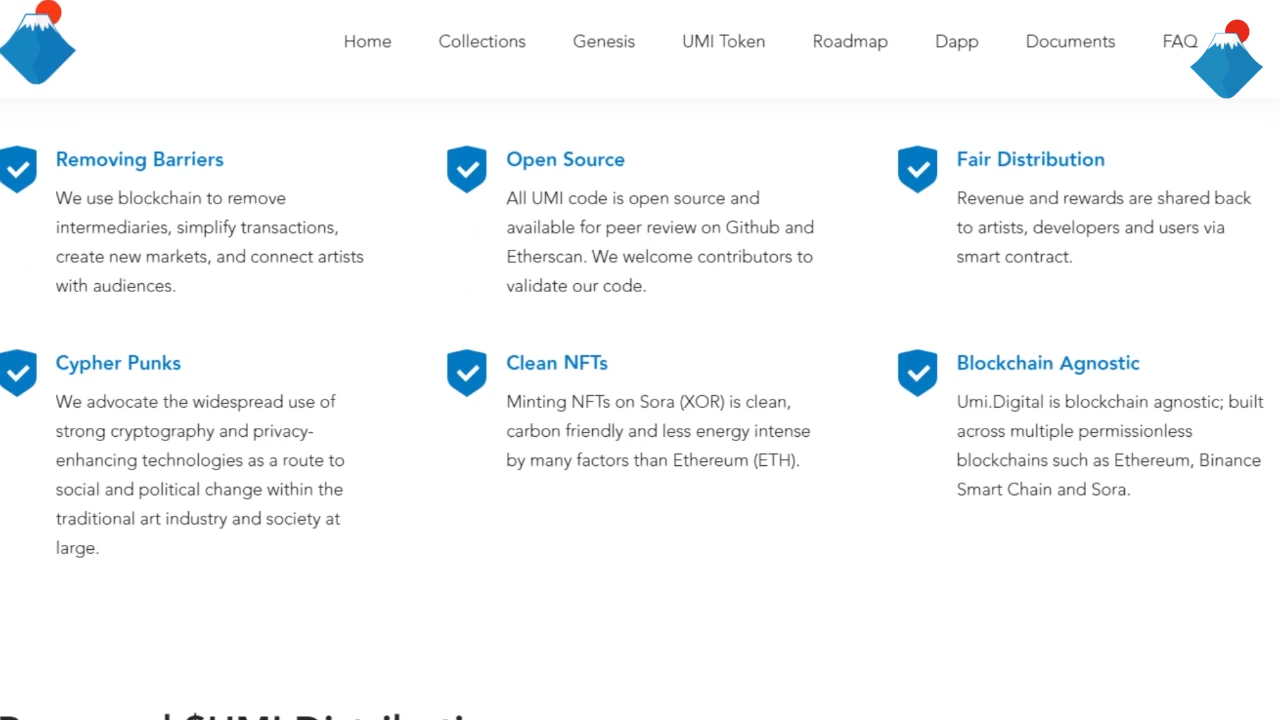 Home Collections Genesis UMI Token Roadmap Dapp Documents FAQ
Removing Barriers
We use blockchain to remove
intermediaries, simplify transactions,
create new markets, and connect artists
with audiences.
Open Source
All UMI code is open source and
available for peer review on Github and
Etherscan. We welcome contributors to
validate our code.
Fair Distribution
Revenue and rewards are shared back
to artists, developers and users via
smart contract.
Cypher Punks
We advocate the widespread use of
strong cryptography and privacy-
enhancing technologies as a route to
social and political change within the
traditional art industry and society at
large.
Clean NFTs
Minting NFTs on Sora (XOR) is clean,
carbon friendly and less energy intense
by many factors than Ethereum (ETH).
Blockchain Agnostic
Umi.Digital is blockchain agnostic; built
across multiple permissionless
blockchains such as Ethereum, Binance
Smart Chain and Sora.
$UMI